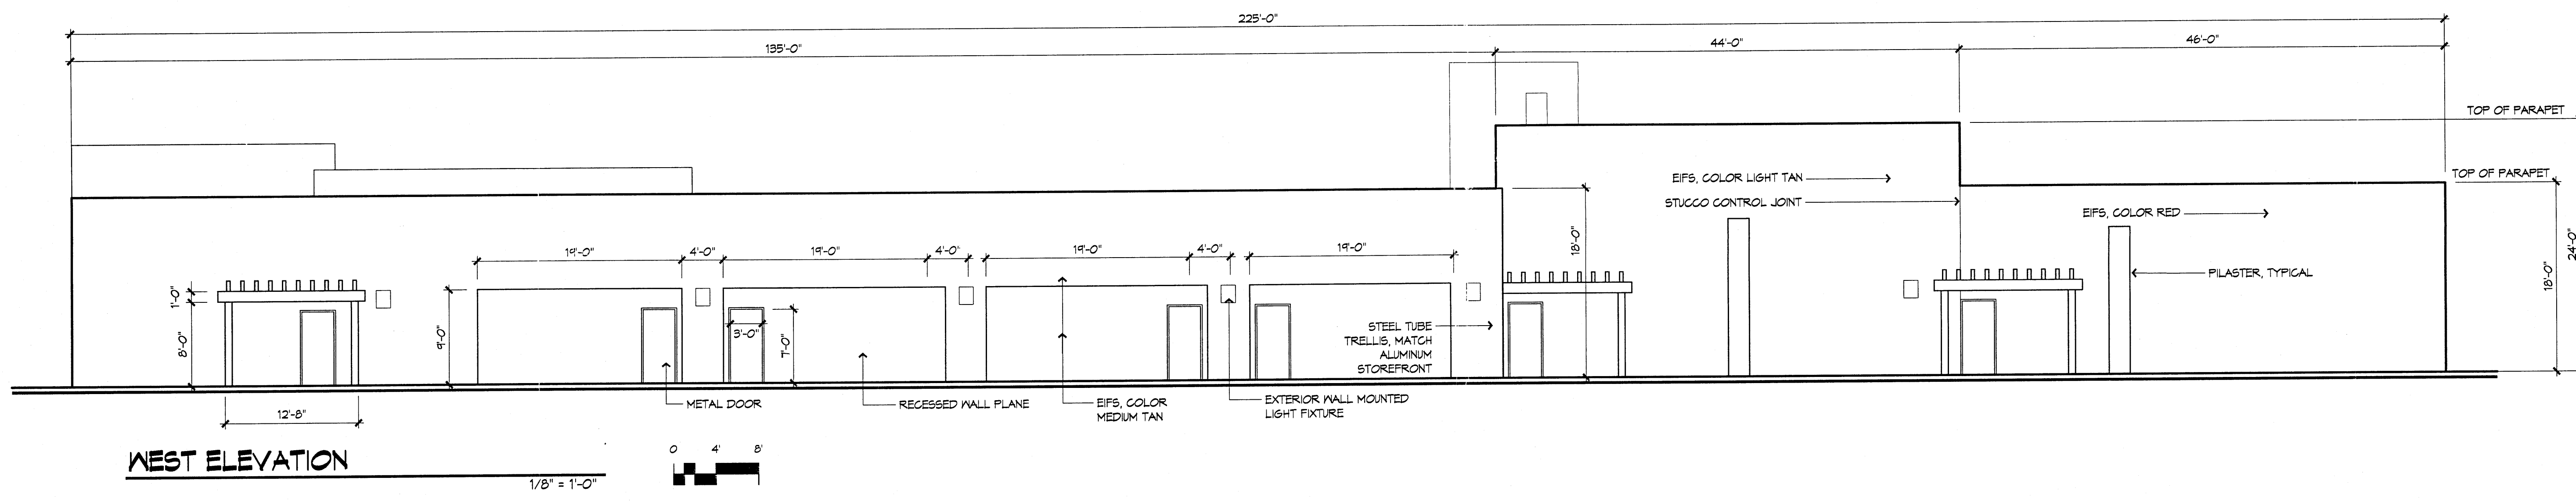 225'-0"
135'-0"
44'-0"
46'-0"
TOP OF PARAPET
TOP OF PARAPET
EIFS, COLOR LIGHT TAN
STUCCO CONTROL JOINT
EIFS, COLOR RED
19'-0"
4'-0"
19'-0"
4'-0"
19'-0"
4'-0"
19'-0"
18'-0"
24'-0"
18'-0"
PILASTER, TYPICAL
1'-0"
8'-0"
9'-0"
3'-0"
7'-0"
STEEL TUBE
TRELLIS, MATCH
ALUMINUM
STOREFRONT
METAL DOOR
RECESSED WALL PLANE
EIFS, COLOR
MEDIUM TAN
EXTERIOR WALL MOUNTED
LIGHT FIXTURE
12'-8"
WEST ELEVATION
1/8" = 1'-0"
0 4' 8'